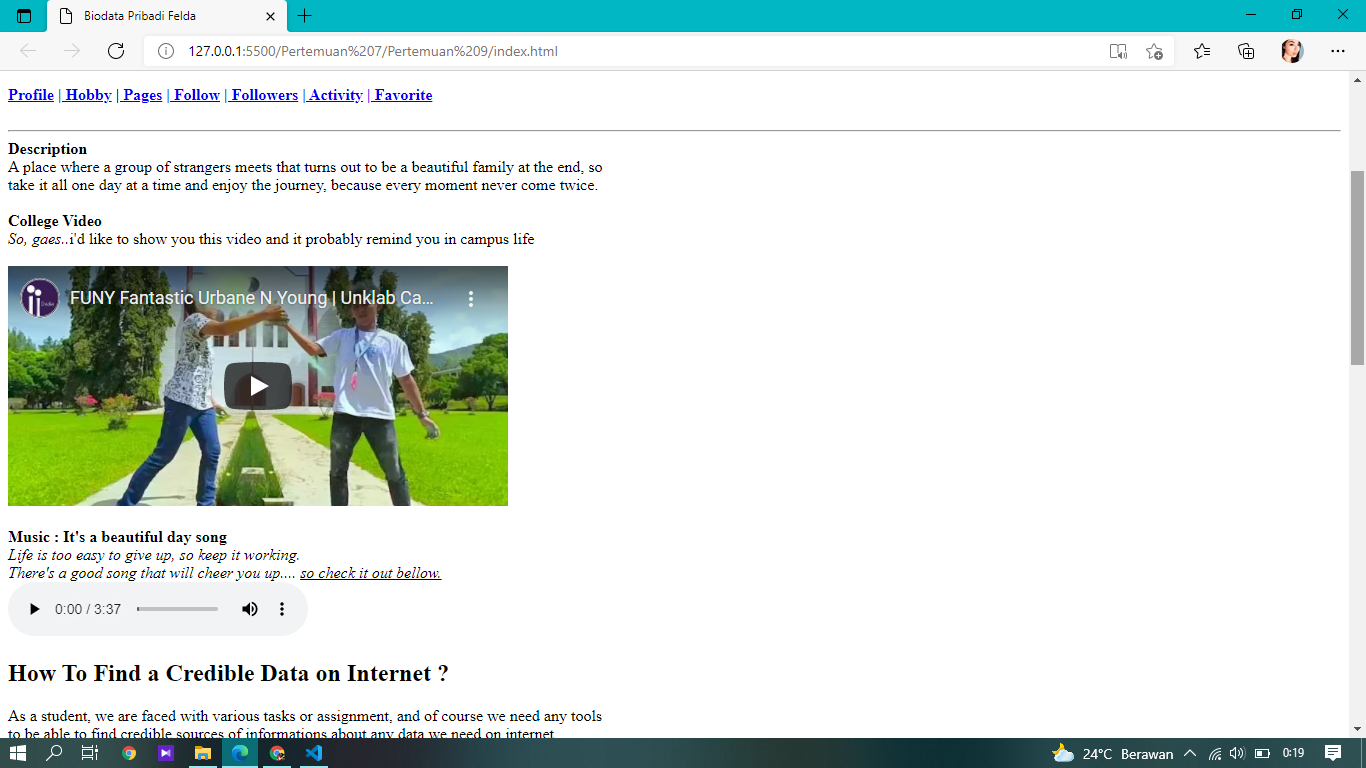 Biodata Pribadi Felda
127.0.0.1:5500/Pertemuan%207/Pertemuan%209/index.html
Profile | Hobby | Pages | Follow | Followers | Activity | Favorite
Description
A place where a group of strangers meets that turns out to be a beautiful family at the end, so
take it all one day at a time and enjoy the journey, because every moment never come twice.
College Video
So, gaes..i'd like to show you this video and it probably remind you in campus life
FUNY Fantastic Urbane N Young | Unklab Ca...
Music : It's a beautiful day song
Life is too easy to give up, so keep it working.
There's a good song that will cheer you up.... so check it out bellow.
0:00 / 3:37
How To Find a Credible Data on Internet ?
As a student, we are faced with various tasks or assignment, and of course we need any tools
to be able to find credible sources of informations about any data we need on internet
24°C Berawan 0:19